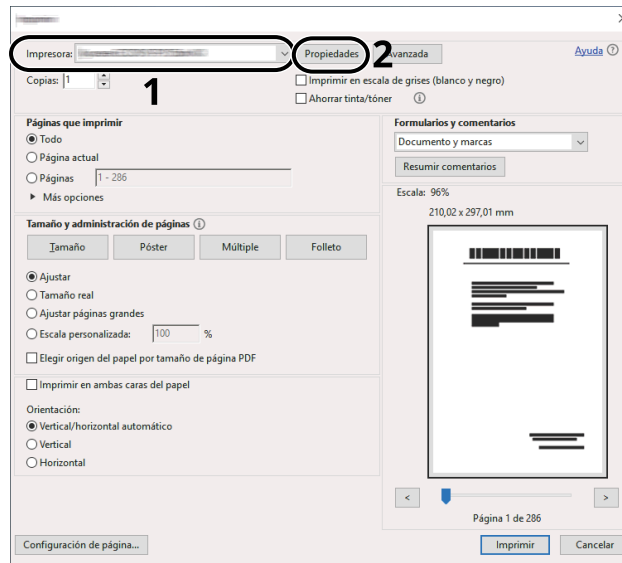 Impresora:
Propiedades
2
Avanzada
Ayuda
1
Copias: 1
Imprimir en escala de grises (blanco y negro)
Ahorrar tinta/tóner
Páginas que imprimir
Todo
Página actual
Páginas 1 - 286
Más opciones
Formularios y comentarios
Documento y marcas
Resumir comentarios
Escala: 96%
210,02 x 297,01 mm
Tamaño y administración de páginas
Tamaño Póster Múltiple Folleto
Ajustar
Tamaño real
Ajustar páginas grandes
Escala personalizada: 100 %
Elegir origen del papel por tamaño de página PDF
Imprimir en ambas caras del papel
Orientación:
Vertical/horizontal automático
Vertical
Horizontal
< >
Página 1 de 286
Configuración de página...
Imprimir
Cancelar